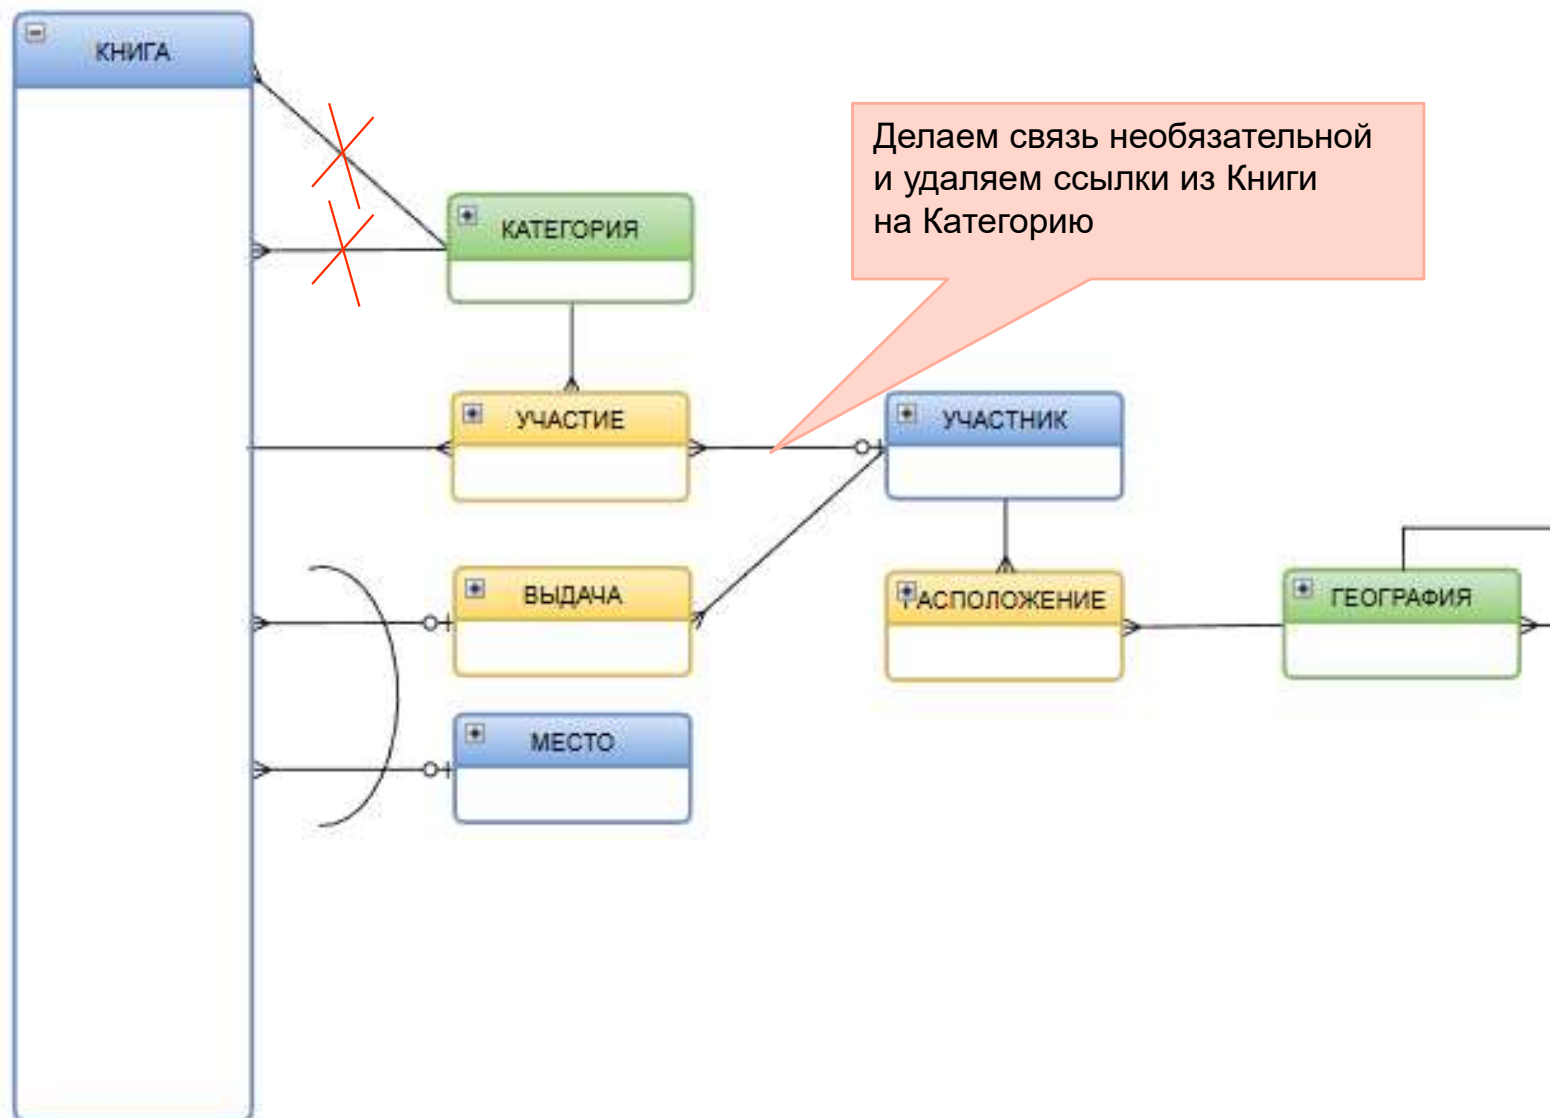 КНИГА
Делаем связь необязательной
и удаляем ссылки из Книги
на Категорию
КАТЕГОРИЯ
УЧАСТИЕ
УЧАСТНИК
ВЫДАЧА
РАСПОЛОЖЕНИЕ
ГЕОГРАФИЯ
МЕСТО